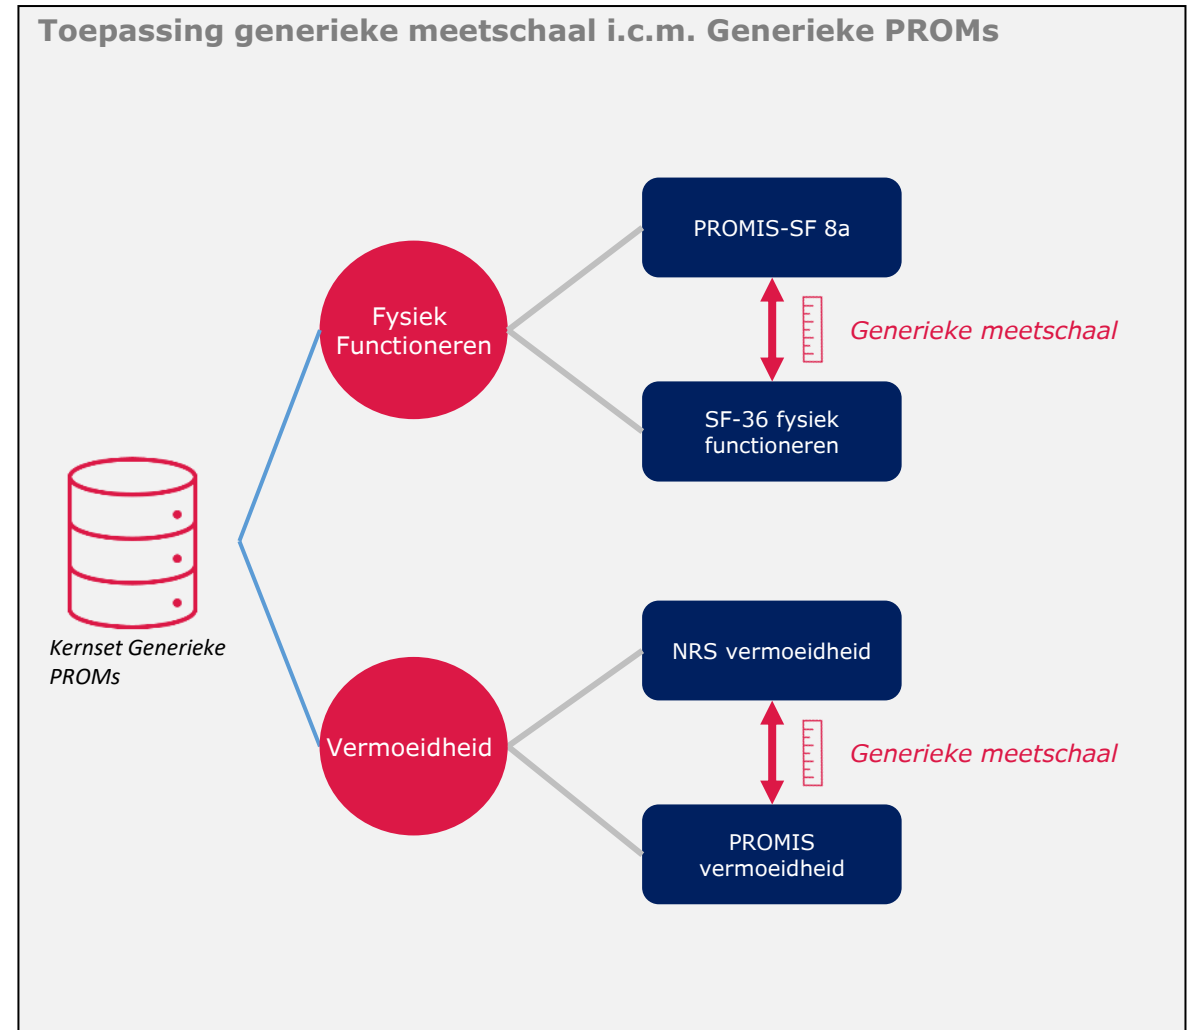 Toepassing generieke meetschaal i.c.m. Generieke PROMs
PROMIS-SF 8a
Fysiek
Functioneren
Generieke meetschaal
SF-36 fysiek
functioneren
Kernset Generieke
PROMs
NRS vermoeidheid
Vermoeidheid
Generieke meetschaal
PROMIS
vermoeidheid